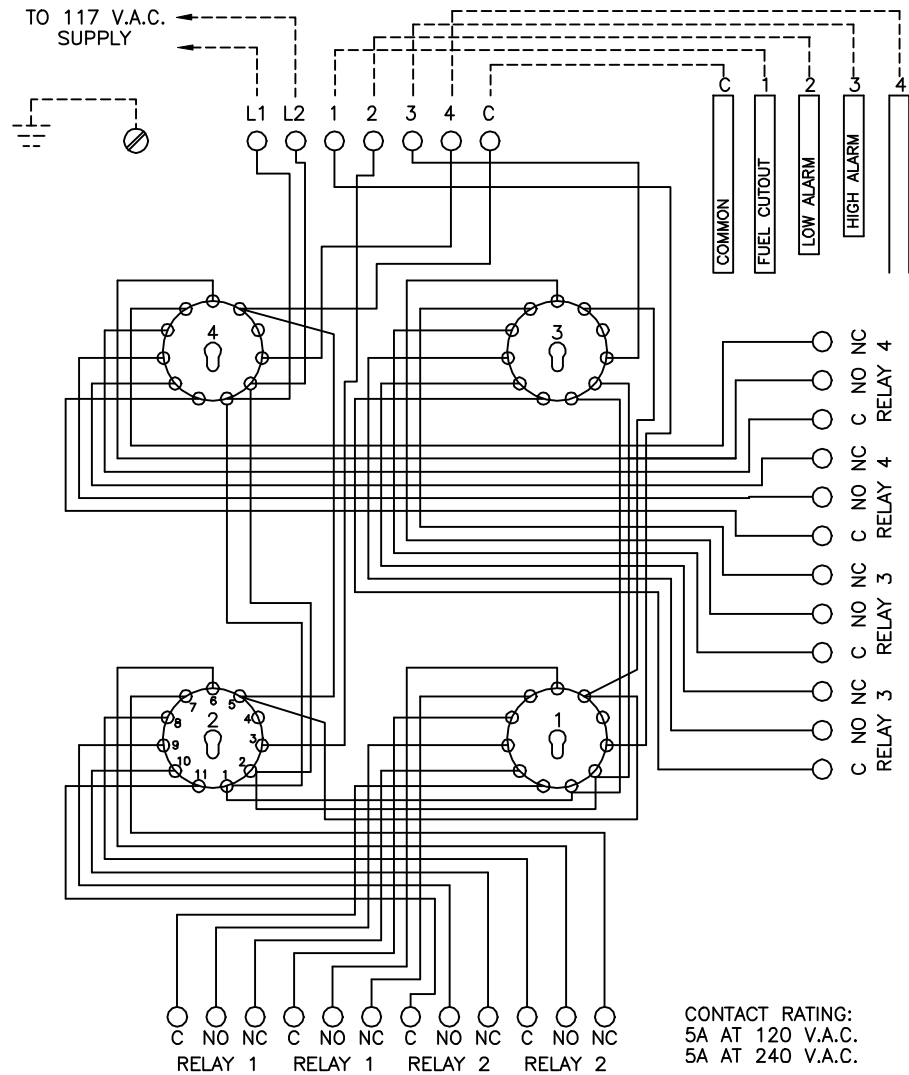 TO 117 V.A.C.
SUPPLY
L1 L2 1 2 3 4 C
C 1 2 3 4
COMMON
FUEL CUTOUT
LOW ALARM
HIGH ALARM
4
3
NC
NO
C
RELAY 4
NC
NO
C
RELAY 4
NC
NO
C
RELAY 3
NC
NO
C
RELAY 3
2
1 2 3 4 5 6 7 8 9 10 11
1
C NO NC C NO NC C NO NC C NO NC
RELAY 1 RELAY 1 RELAY 2 RELAY 2
CONTACT RATING:
5A AT 120 V.A.C.
5A AT 240 V.A.C.